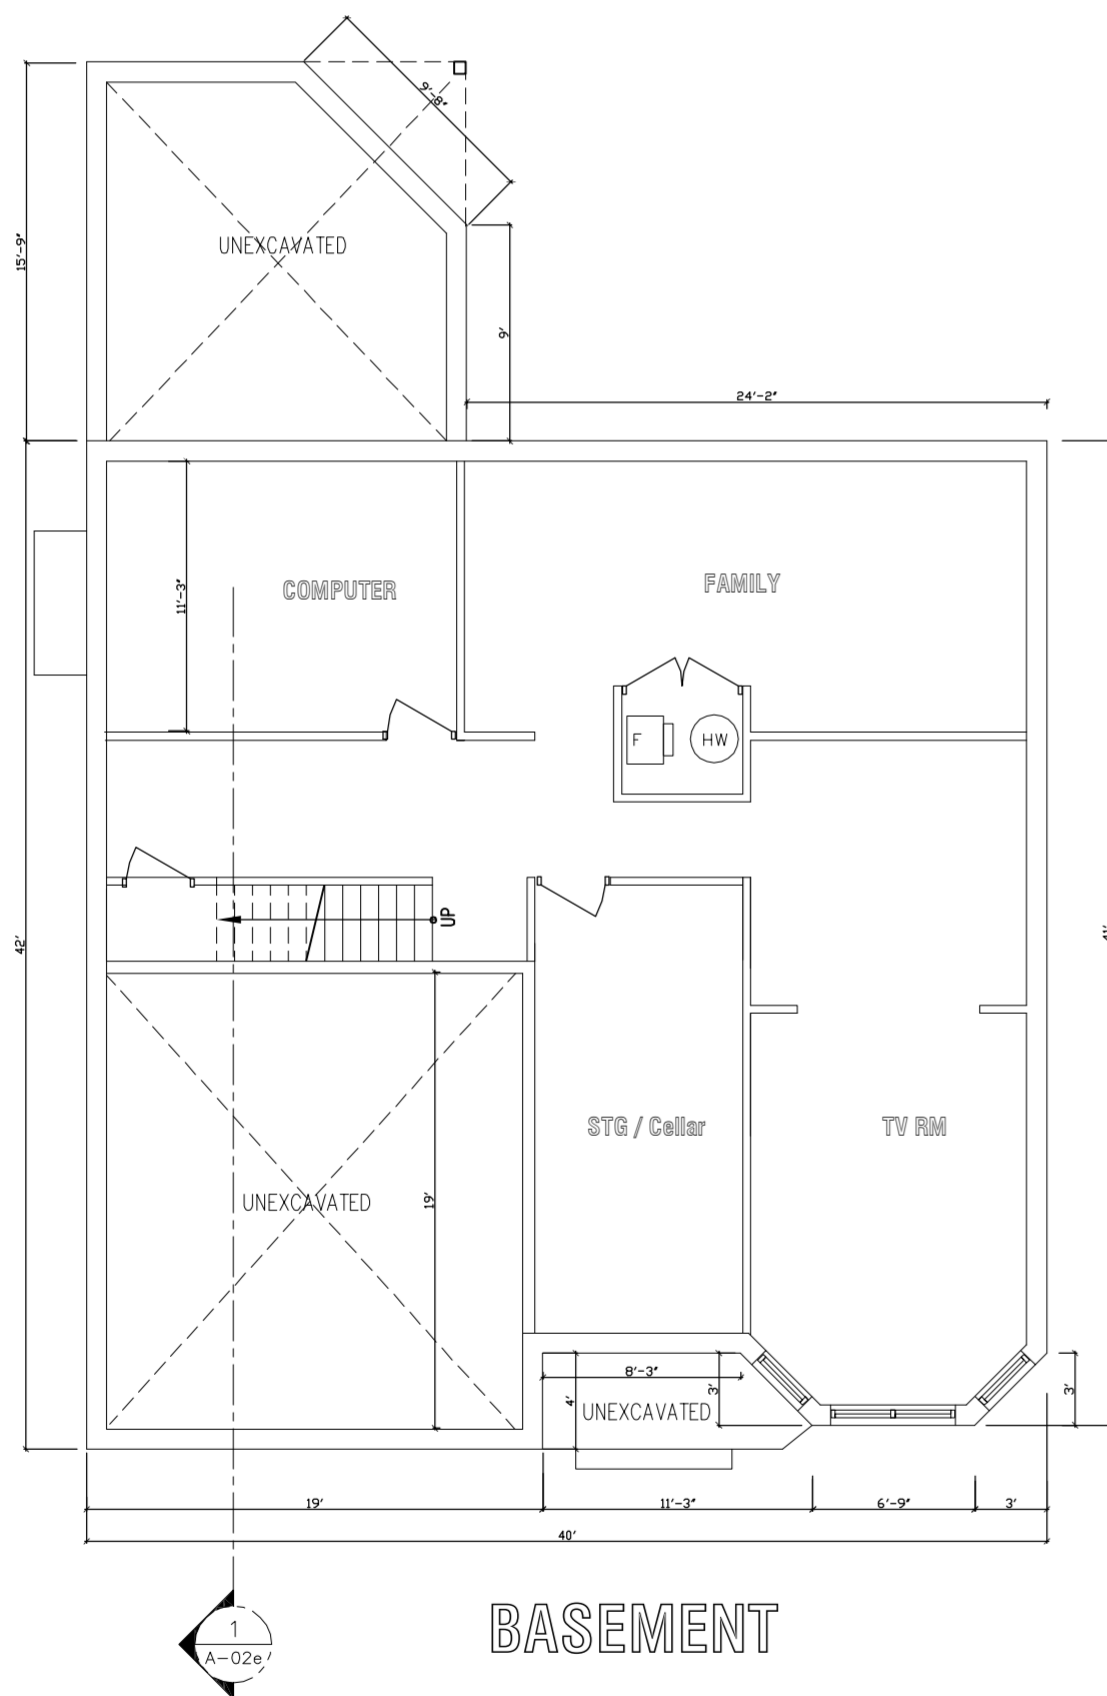 9'-8"
15'-9"
UNEXCAVATED
9'
24'-2"
COMPUTER
FAMILY
11'-3"
F
HW
UP
42'
41'
UNEXCAVATED
19'
STG / Cellar
TV RM
8'-3"
4'
3'
3'
UNEXCAVATED
19'
11'-3"
6'-9"
3'
40'
1
A-02e
BASEMENT